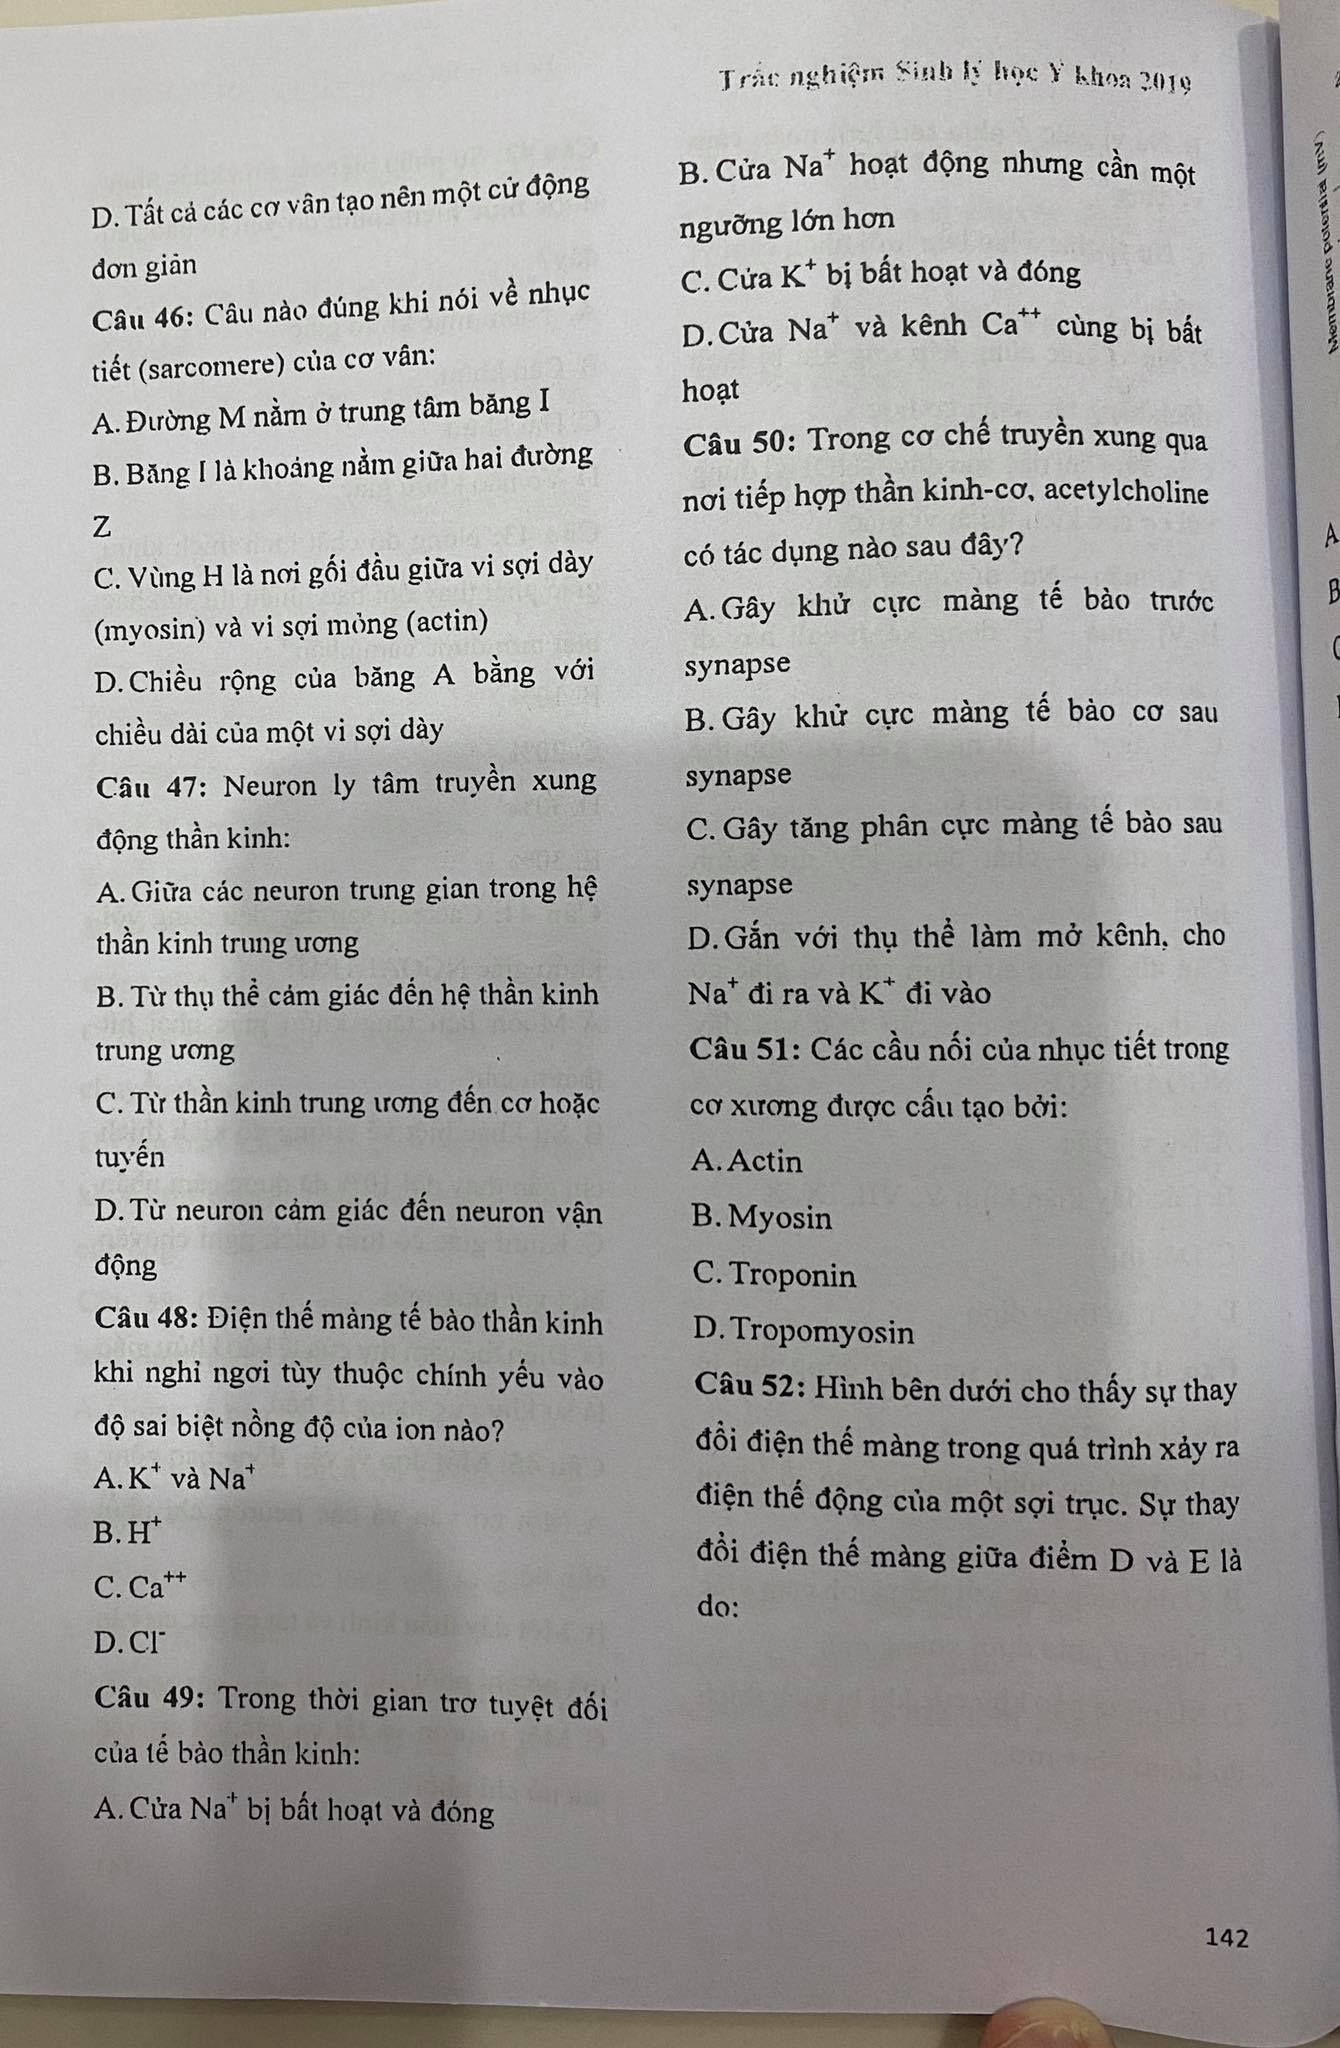 Trắc nghiệm Sinh lý học Y khoa 2019
D. Tất cả các cơ vân tạo nên một cử động
đơn giản
Câu 46: Câu nào đúng khi nói về nhục
tiết (sarcomere) của cơ vân:
A. Đường M nằm ở trung tâm băng I
B. Băng I là khoảng nằm giữa hai đường
Z
C. Vùng H là nơi gối đầu giữa vi sợi dày
(myosin) và vi sợi mỏng (actin)
D. Chiều rộng của băng A bằng với
chiều dài của một vi sợi dày
Câu 47: Neuron ly tâm truyền xung
động thần kinh:
A. Giữa các neuron trung gian trong hệ
thần kinh trung ương
B. Từ thụ thể cảm giác đến hệ thần kinh
trung ương
C. Từ thần kinh trung ương đến cơ hoặc
tuyến
D. Từ neuron cảm giác đến neuron vận
động
Câu 48: Điện thế màng tế bào thần kinh
khi nghỉ ngơi tùy thuộc chính yếu vào
độ sai biệt nồng độ của ion nào?
A. K⁺ và Na⁺
B. H⁺
C. Ca⁺⁺
D. Cl⁻
Câu 49: Trong thời gian trơ tuyệt đối
của tế bào thần kinh:
A. Cửa Na⁺ bị bất hoạt và đóng
B. Cửa Na⁺ hoạt động nhưng cần một
ngưỡng lớn hơn
C. Cửa K⁺ bị bất hoạt và đóng
D. Cửa Na⁺ và kênh Ca⁺⁺ cùng bị bất
hoạt
Câu 50: Trong cơ chế truyền xung qua
nơi tiếp hợp thần kinh-cơ, acetylcholine
có tác dụng nào sau đây?
A. Gây khử cực màng tế bào trước
synapse
B. Gây khử cực màng tế bào cơ sau
synapse
C. Gây tăng phân cực màng tế bào sau
synapse
D. Gắn với thụ thể làm mở kênh, cho
Na⁺ đi ra và K⁺ đi vào
Câu 51: Các cầu nối của nhục tiết trong
cơ xương được cấu tạo bởi:
A. Actin
B. Myosin
C. Troponin
D. Tropomyosin
Câu 52: Hình bên dưới cho thấy sự thay
đổi điện thế màng trong quá trình xảy ra
điện thế động của một sợi trục. Sự thay
đổi điện thế màng giữa điểm D và E là
do:
142
Membrane potential (mV)
A
B